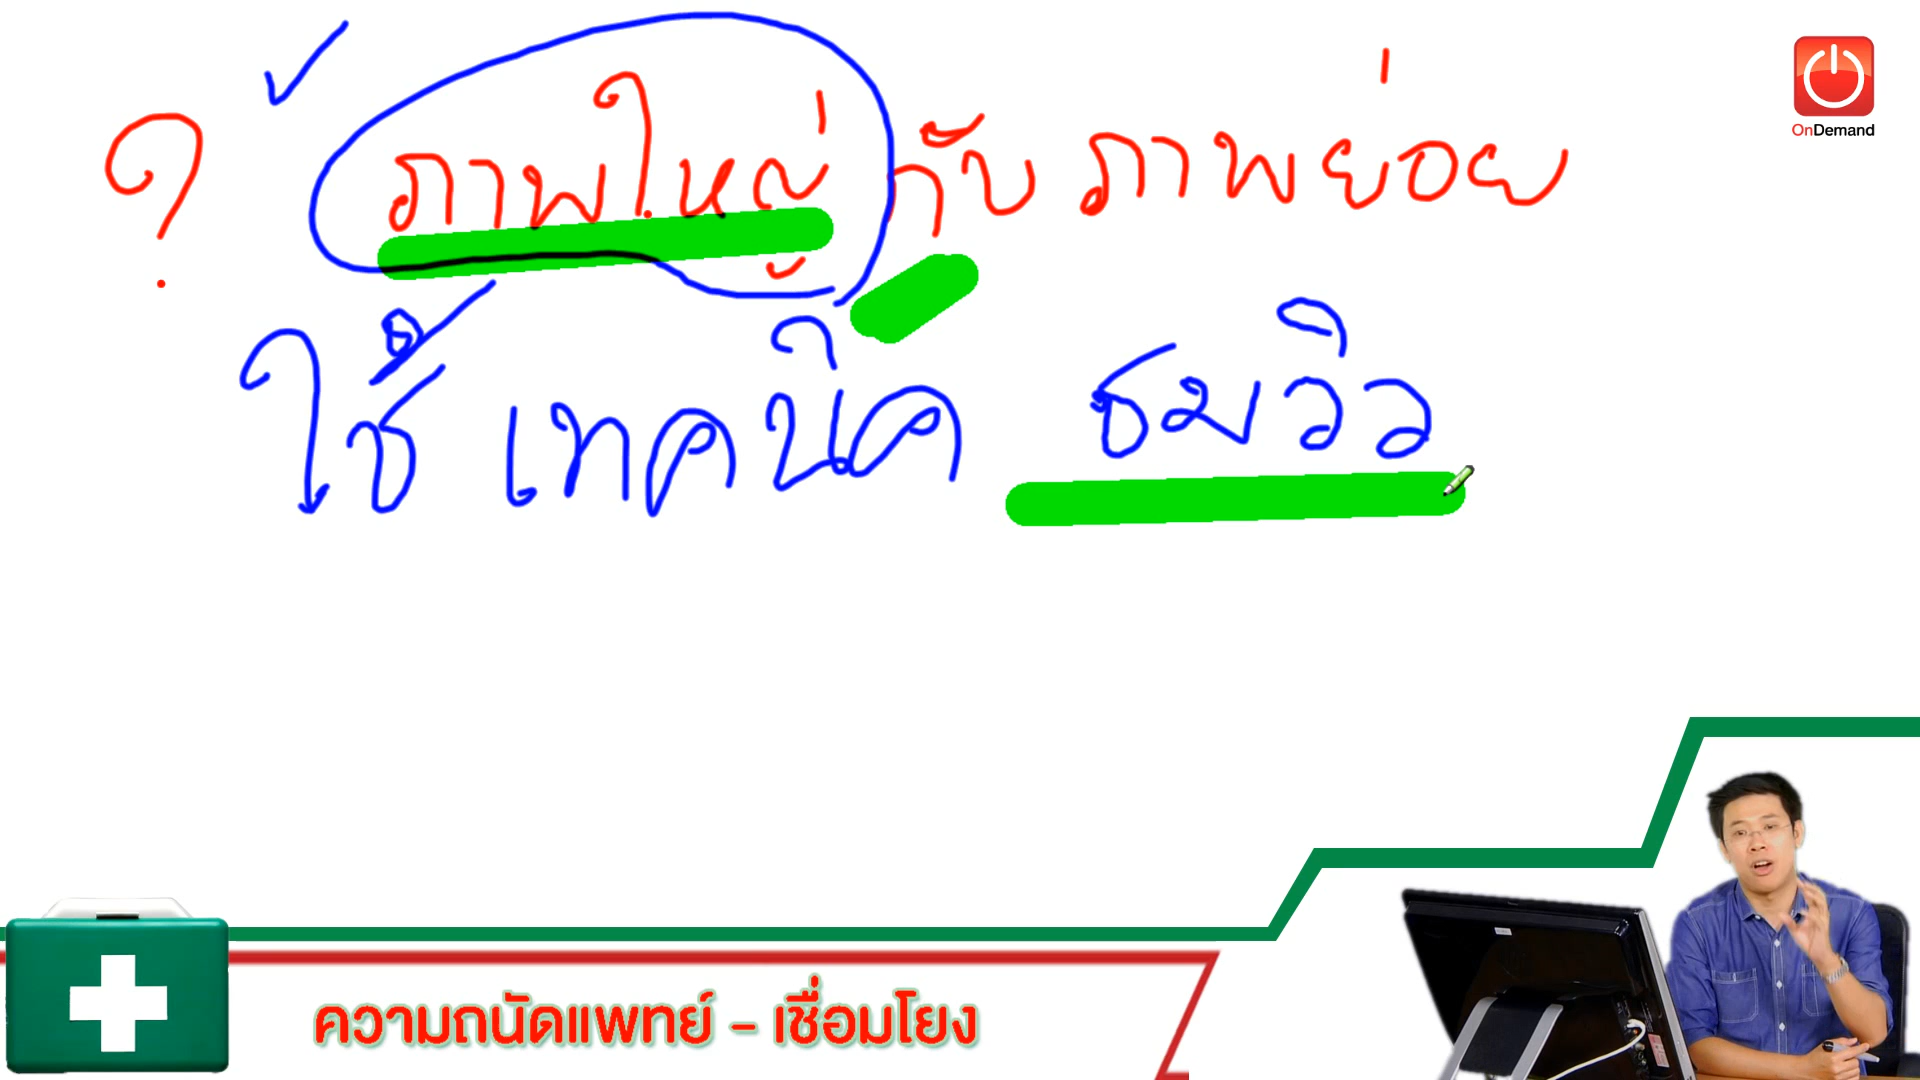 ? ภาพใหญ่ กับ ภาพย่อย
ใช้ เทคนิค ชมวิว
OnDemand
ความถนัดแพทย์ - เชื่อมโยง